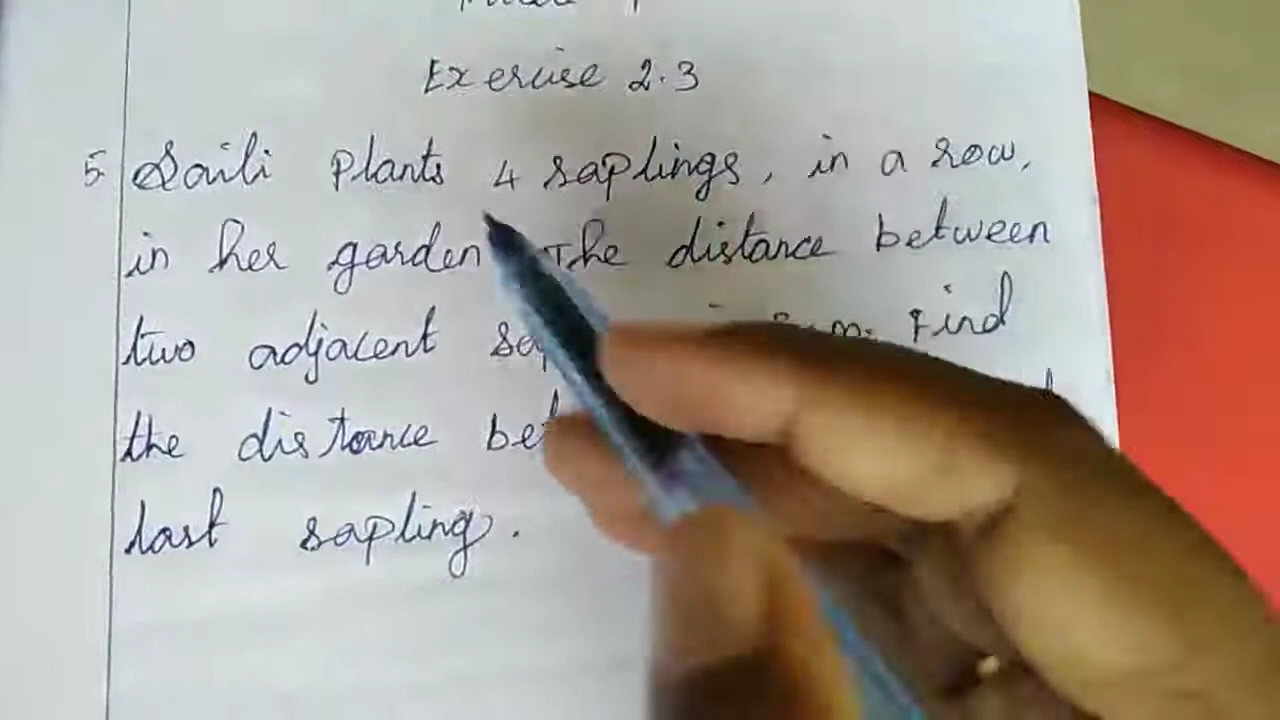 Exercise 2.3
5 Saili plants 4 saplings, in a row,
in her garden The distance between
two adjacent Find
the distance
last sapling.